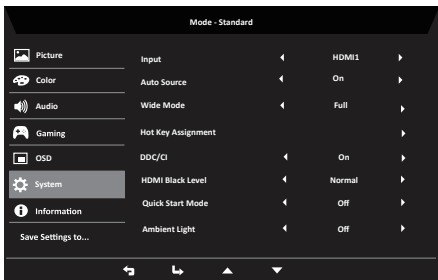 Mode - Standard
Picture
Color
Audio
Gaming
OSD
System
Information
Save Settings to...
Input HDMI1
Auto Source On
Wide Mode Full
Hot Key Assignment
DDC/CI On
HDMI Black Level Normal
Quick Start Mode Off
Ambient Light Off